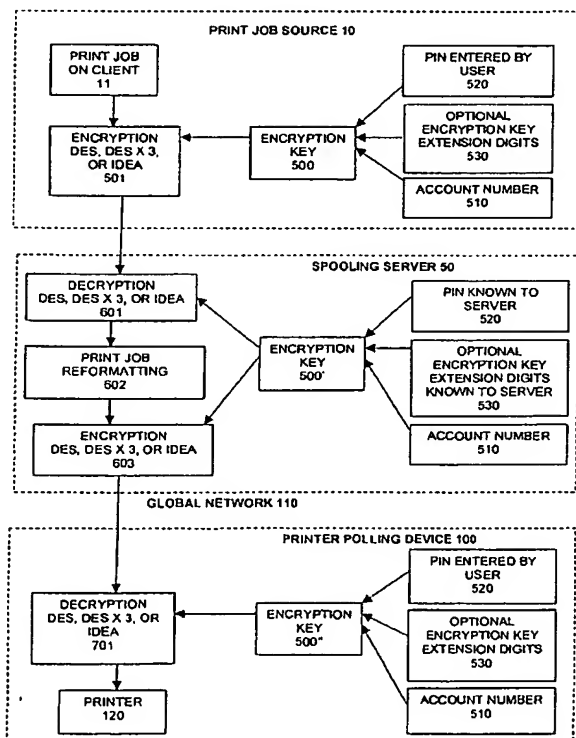 PRINT JOB SOURCE 10
PRINT JOB
ON CLIENT
11
PIN ENTERED BY
USER
520
ENCRYPTION
DES, DES X 3,
OR IDEA
501
ENCRYPTION
KEY
500
OPTIONAL
ENCRYPTION KEY
EXTENSION DIGITS
530
ACCOUNT NUMBER
510
SPOOLING SERVER 50
DECRYPTION
DES, DES X 3, OR IDEA
601
PIN KNOWN TO
SERVER
520
PRINT JOB
REFORMATTING
602
ENCRYPTION
KEY
500'
OPTIONAL
ENCRYPTION KEY
EXTENSION DIGITS
KNOWN TO SERVER
530
ENCRYPTION
DES, DES X 3, OR IDEA
603
ACCOUNT NUMBER
510
GLOBAL NETWORK 110
PRINTER POLLING DEVICE 100
PIN ENTERED BY
USER
520
DECRYPTION
DES, DES X 3, OR
IDEA
701
ENCRYPTION
KEY
500"
OPTIONAL
ENCRYPTION KEY
EXTENSION DIGITS
530
PRINTER
120
ACCOUNT NUMBER
510